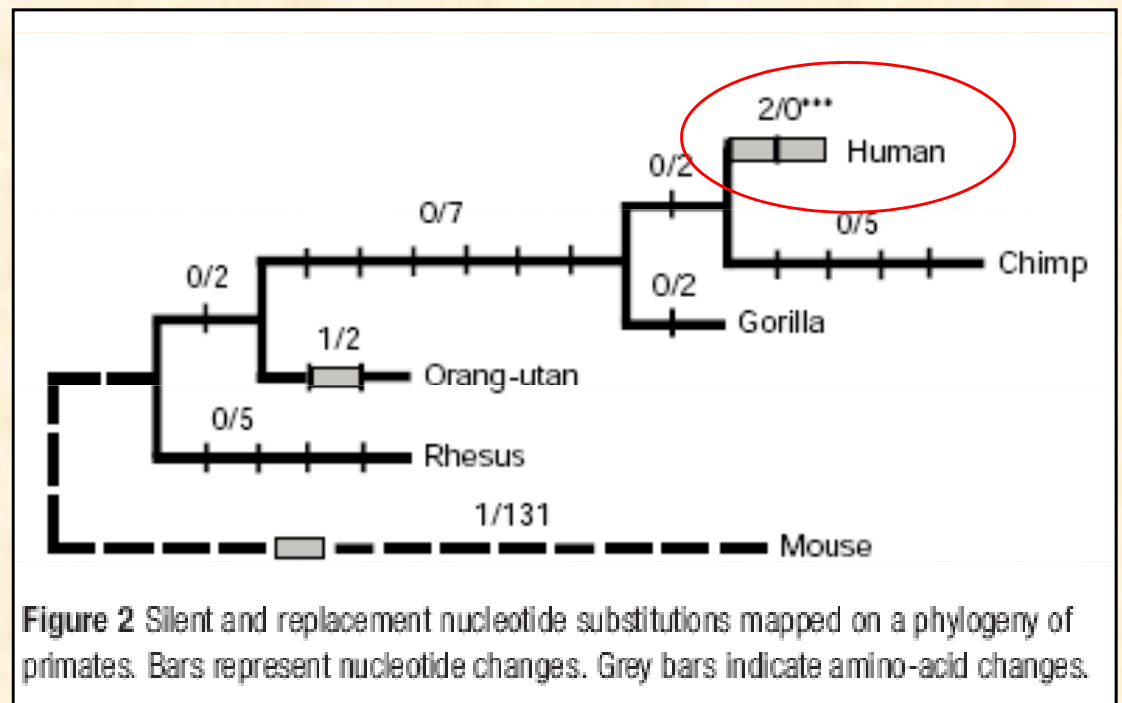 2/0***
Human
0/2
0/7
0/5
Chimp
0/2
0/2
Gorilla
1/2
Orang-utan
0/5
Rhesus
1/131
Mouse
Figure 2 Silent and replacement nucleotide substitutions mapped on a phylogeny of
primates. Bars represent nucleotide changes. Grey bars indicate amino-acid changes.